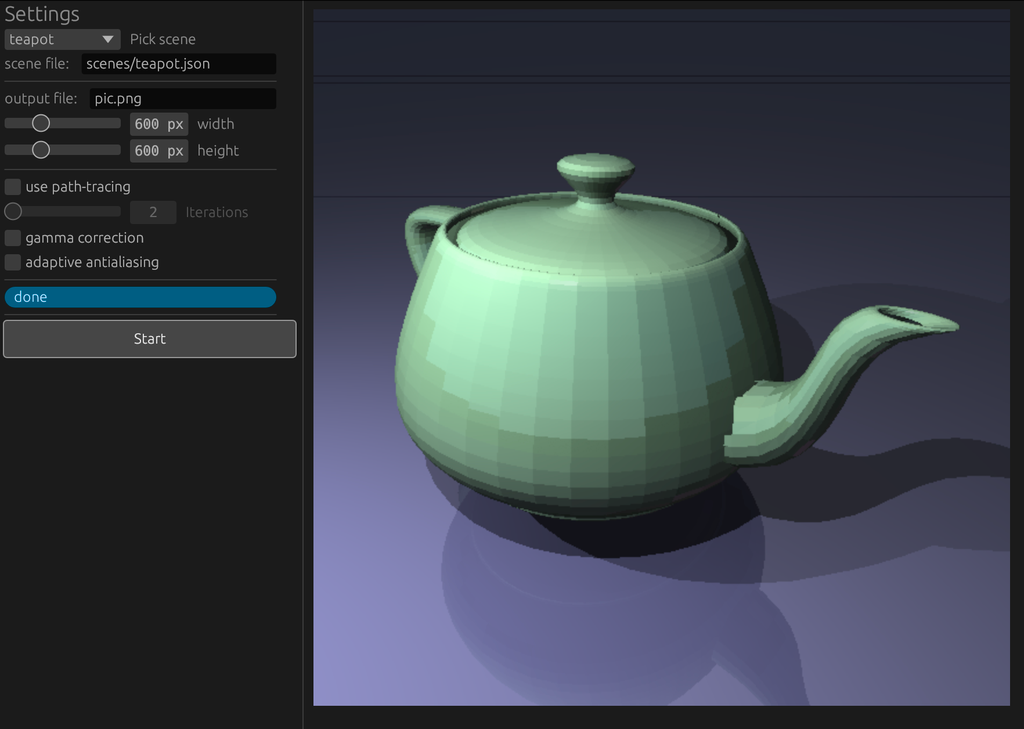 Settings
teapot Pick scene
scene file: scenes/teapot.json
output file: pic.png
600 px width
600 px height
use path-tracing
2 Iterations
gamma correction
adaptive antialiasing
done
Start